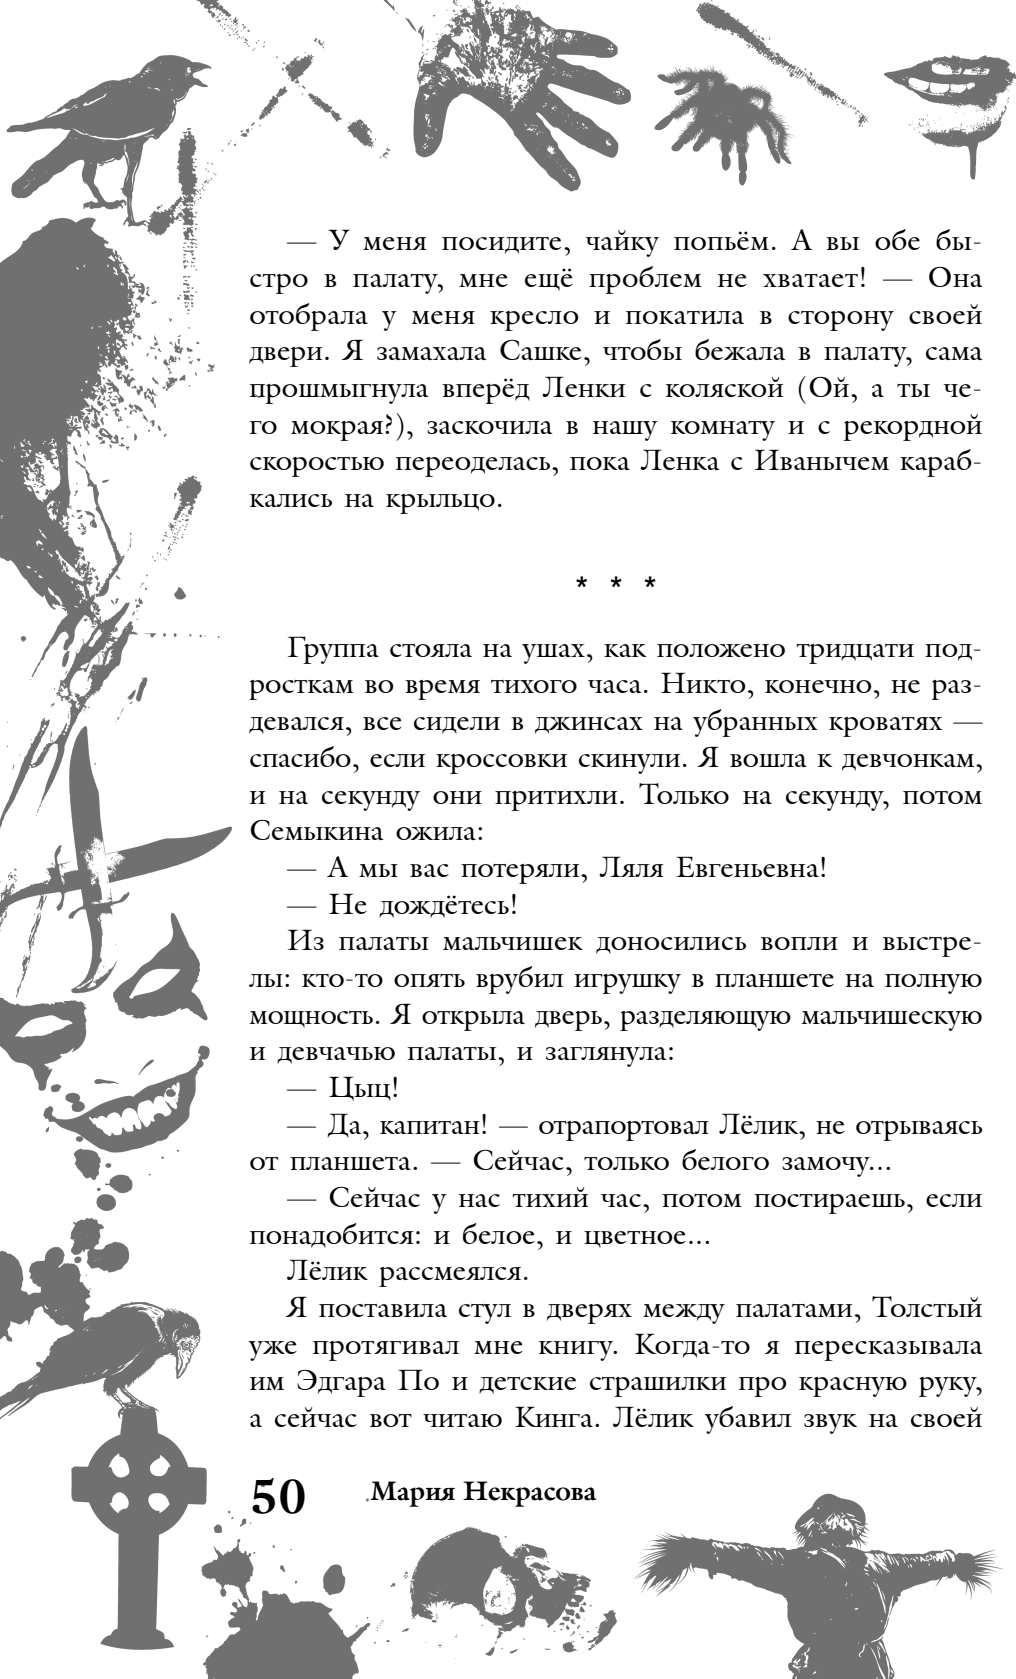 — У меня посидите, чайку попьём. А вы обе бы-
стро в палату, мне ещё проблем не хватает! — Она
отобрала у меня кресло и покатила в сторону своей
двери. Я замахала Сашке, чтобы бежала в палату, сама
прошмыгнула вперёд Ленки с коляской (Ой, а ты че-
го мокрая?), заскочила в нашу комнату и с рекордной
скоростью переоделась, пока Ленка с Иванычем караб-
кались на крыльцо.
* * *
Группа стояла на ушах, как положено тридцати под-
росткам во время тихого часа. Никто, конечно, не раз-
девался, все сидели в джинсах на убранных кроватях —
спасибо, если кроссовки скинули. Я вошла к девчонкам,
и на секунду они притихли. Только на секунду, потом
Семыкина ожила:
— А мы вас потеряли, Ляля Евгеньевна!
— Не дождётесь!
Из палаты мальчишек доносились вопли и выстре-
лы: кто-то опять врубил игрушку в планшете на полную
мощность. Я открыла дверь, разделяющую мальчишескую
и девчачью палаты, и заглянула:
— Цыц!
— Да, капитан! — отрапортовал Лёлик, не отрываясь
от планшета. — Сейчас, только белого замочу...
— Сейчас у нас тихий час, потом постираешь, если
понадобится: и белое, и цветное...
Лёлик рассмеялся.
Я поставила стул в дверях между палатами, Толстый
уже протягивал мне книгу. Когда-то я пересказывала
им Эдгара По и детские страшилки про красную руку,
а сейчас вот читаю Кинга. Лёлик убавил звук на своей
50 Мария Некрасова